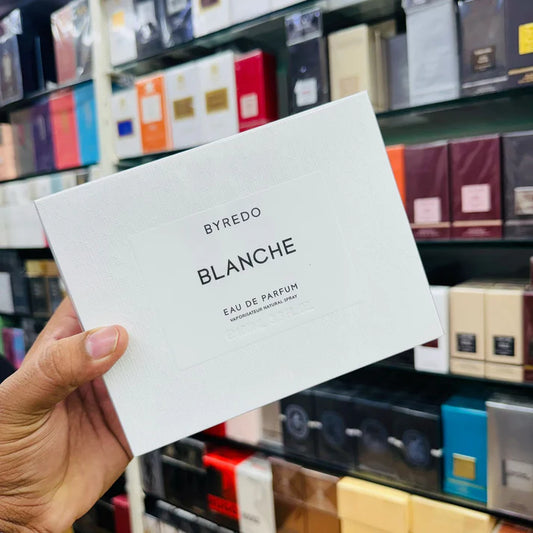 BYREDO
BLANCHE
EAU DE PARFUM
VAPORISATEUR NATURAL SPRAY